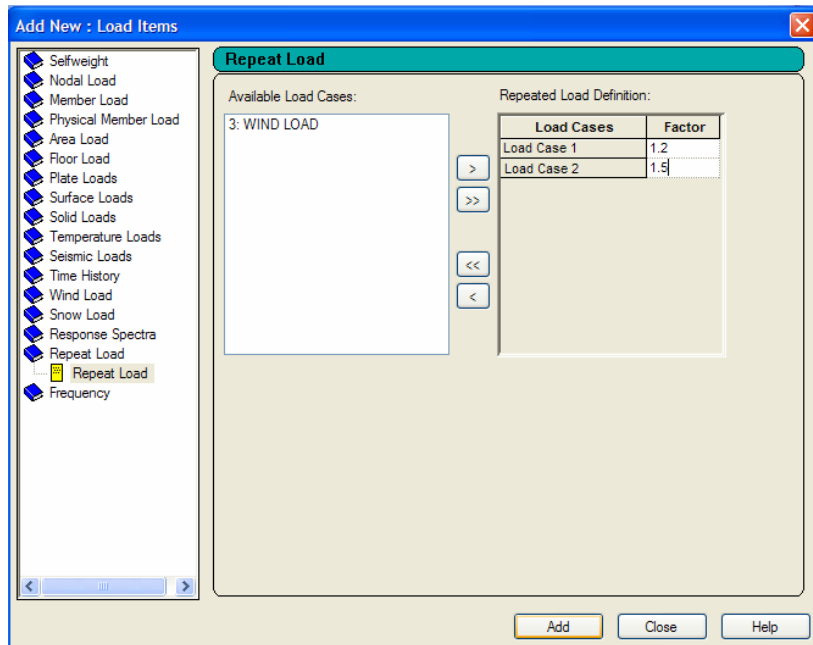 Add New : Load Items
Selfweight
Nodal Load
Member Load
Physical Member Load
Area Load
Floor Load
Plate Loads
Surface Loads
Solid Loads
Temperature Loads
Seismic Loads
Time History
Wind Load
Snow Load
Response Spectra
Repeat Load
Repeat Load
Frequency
Repeat Load
Available Load Cases:
3: WIND LOAD
>
>>
<<
<
Repeated Load Definition:
Load Cases Factor
Load Case 1 1.2
Load Case 2 1.5
Add Close Help